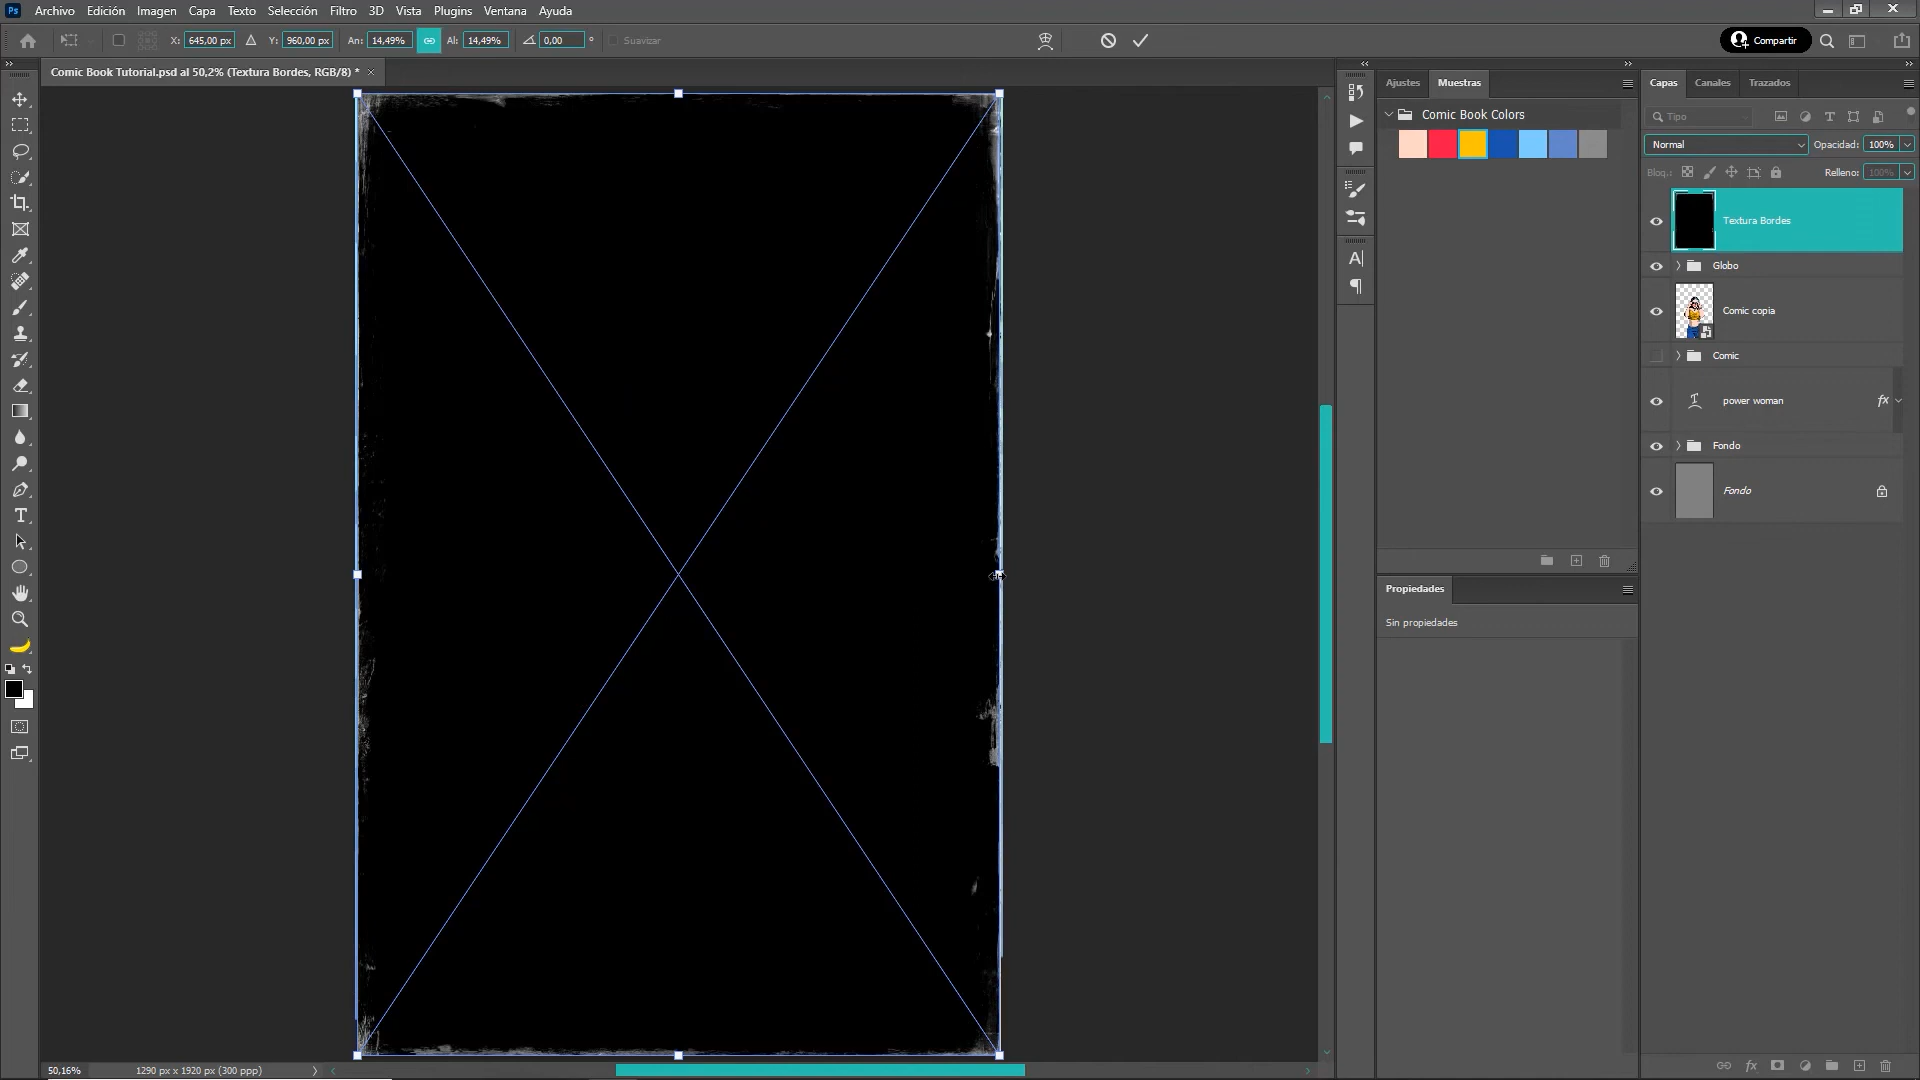 Ps Archivo Edición Imagen Capa Texto Selección Filtro 3D Vista Plugins Ventana Ayuda
X: 645,00 px Y: 960,00 px An: 14,49% Al: 14,49% 0,00 ° Suavizar Compartir
Comic Book Tutorial.psd al 50,2% (Textura Bordes, RGB/8) *
Ajustes Muestras
Comic Book Colors
Capas Canales Trazados
Tipo
Normal Opacidad: 100%
Bloq.: Relleno: 100%
Textura Bordes
Globo
Comic copia
Comic
power woman fx
Fondo
Fondo
Propiedades
Sin propiedades
50,16% 1290 px x 1920 px (300 ppp)
fx